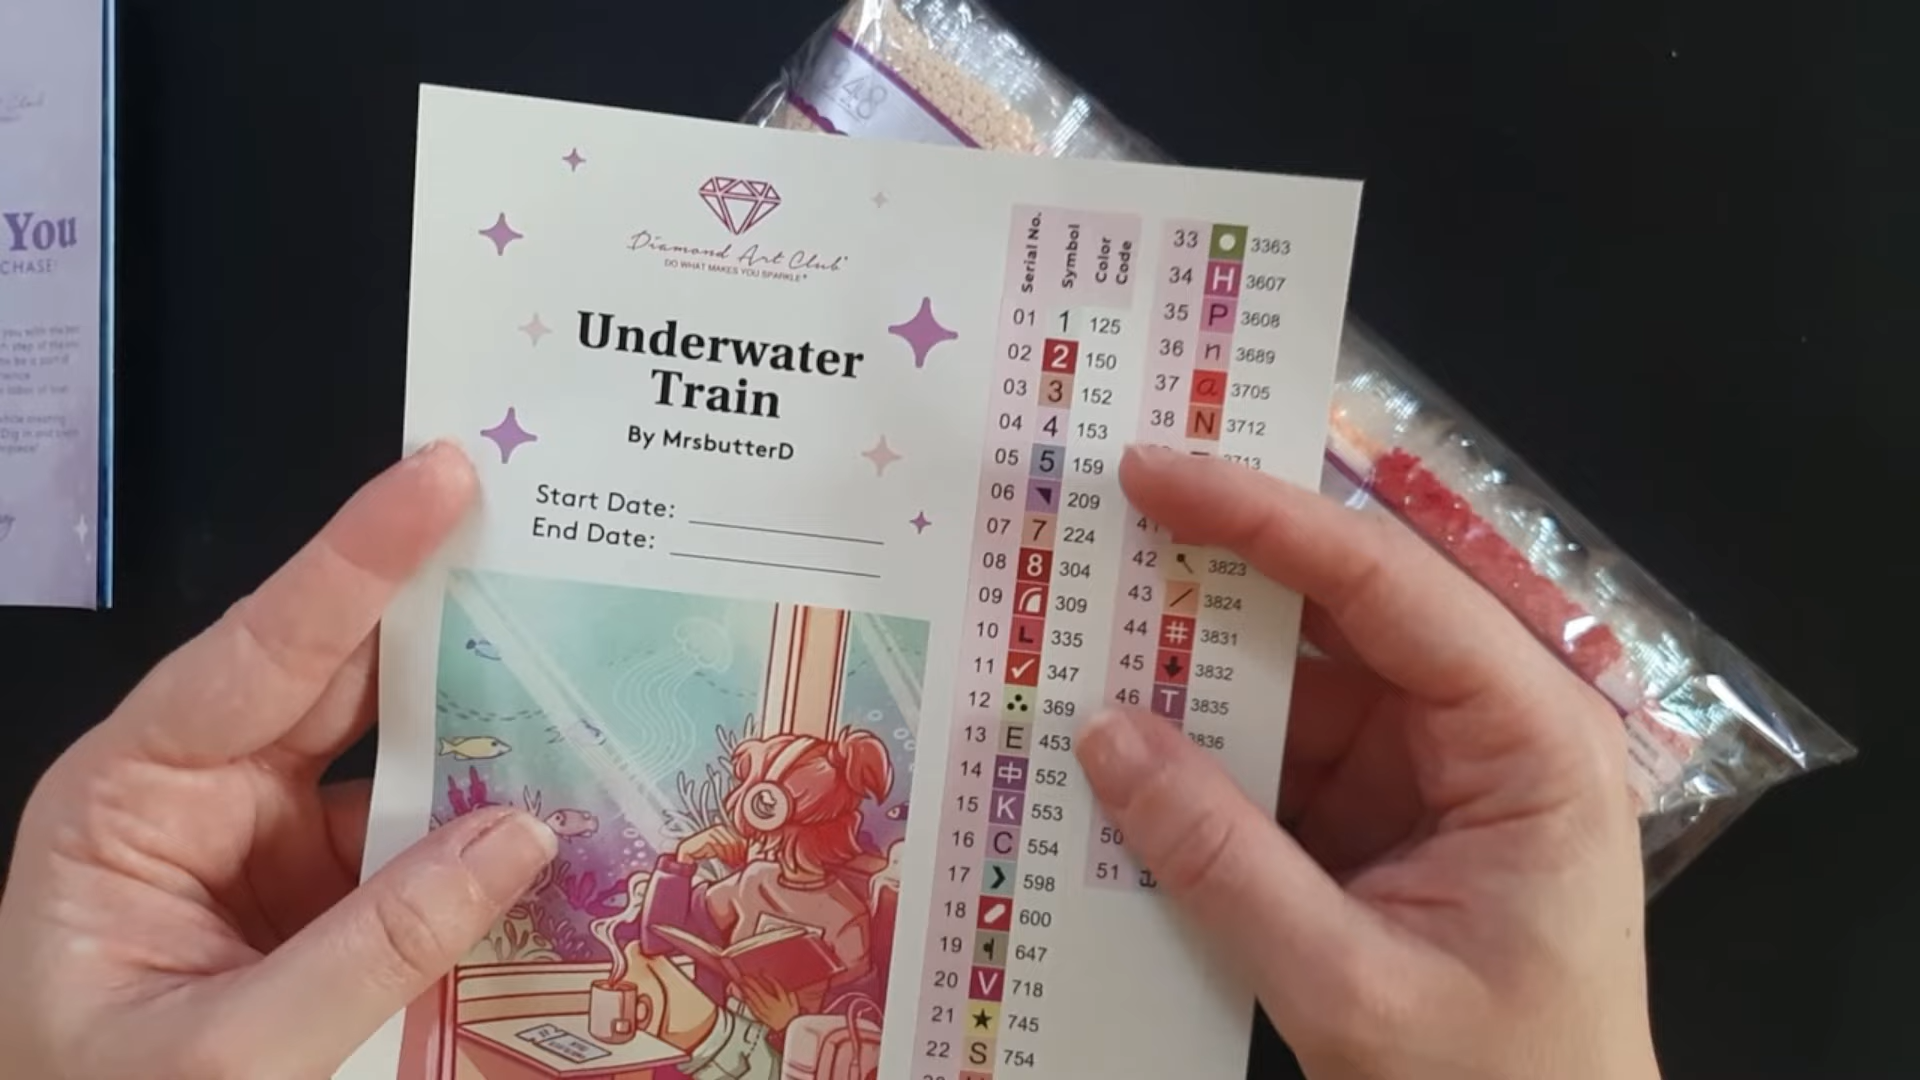 You
CHASE!
48
Diamond Art Club®
DO WHAT MAKES YOU SPARKLE®
Underwater
Train
By MrsbutterD
Start Date:
End Date:
Serial No. Symbol Color Code
01 1 125
02 2 150
03 3 152
04 4 153
05 5 159
06 209
07 7 224
08 8 304
09 309
10 L 335
11 ✓ 347
12 369
13 E 453
14 中 552
15 K 553
16 C 554
17 598
18 600
19 647
20 V 718
21 ★ 745
22 S 754
33 3363
34 H 3607
35 P 3608
36 n 3689
37 a 3705
38 N 3712
3713
41
42 3823
43 / 3824
44 # 3831
45 3832
46 T 3835
3836
50
51